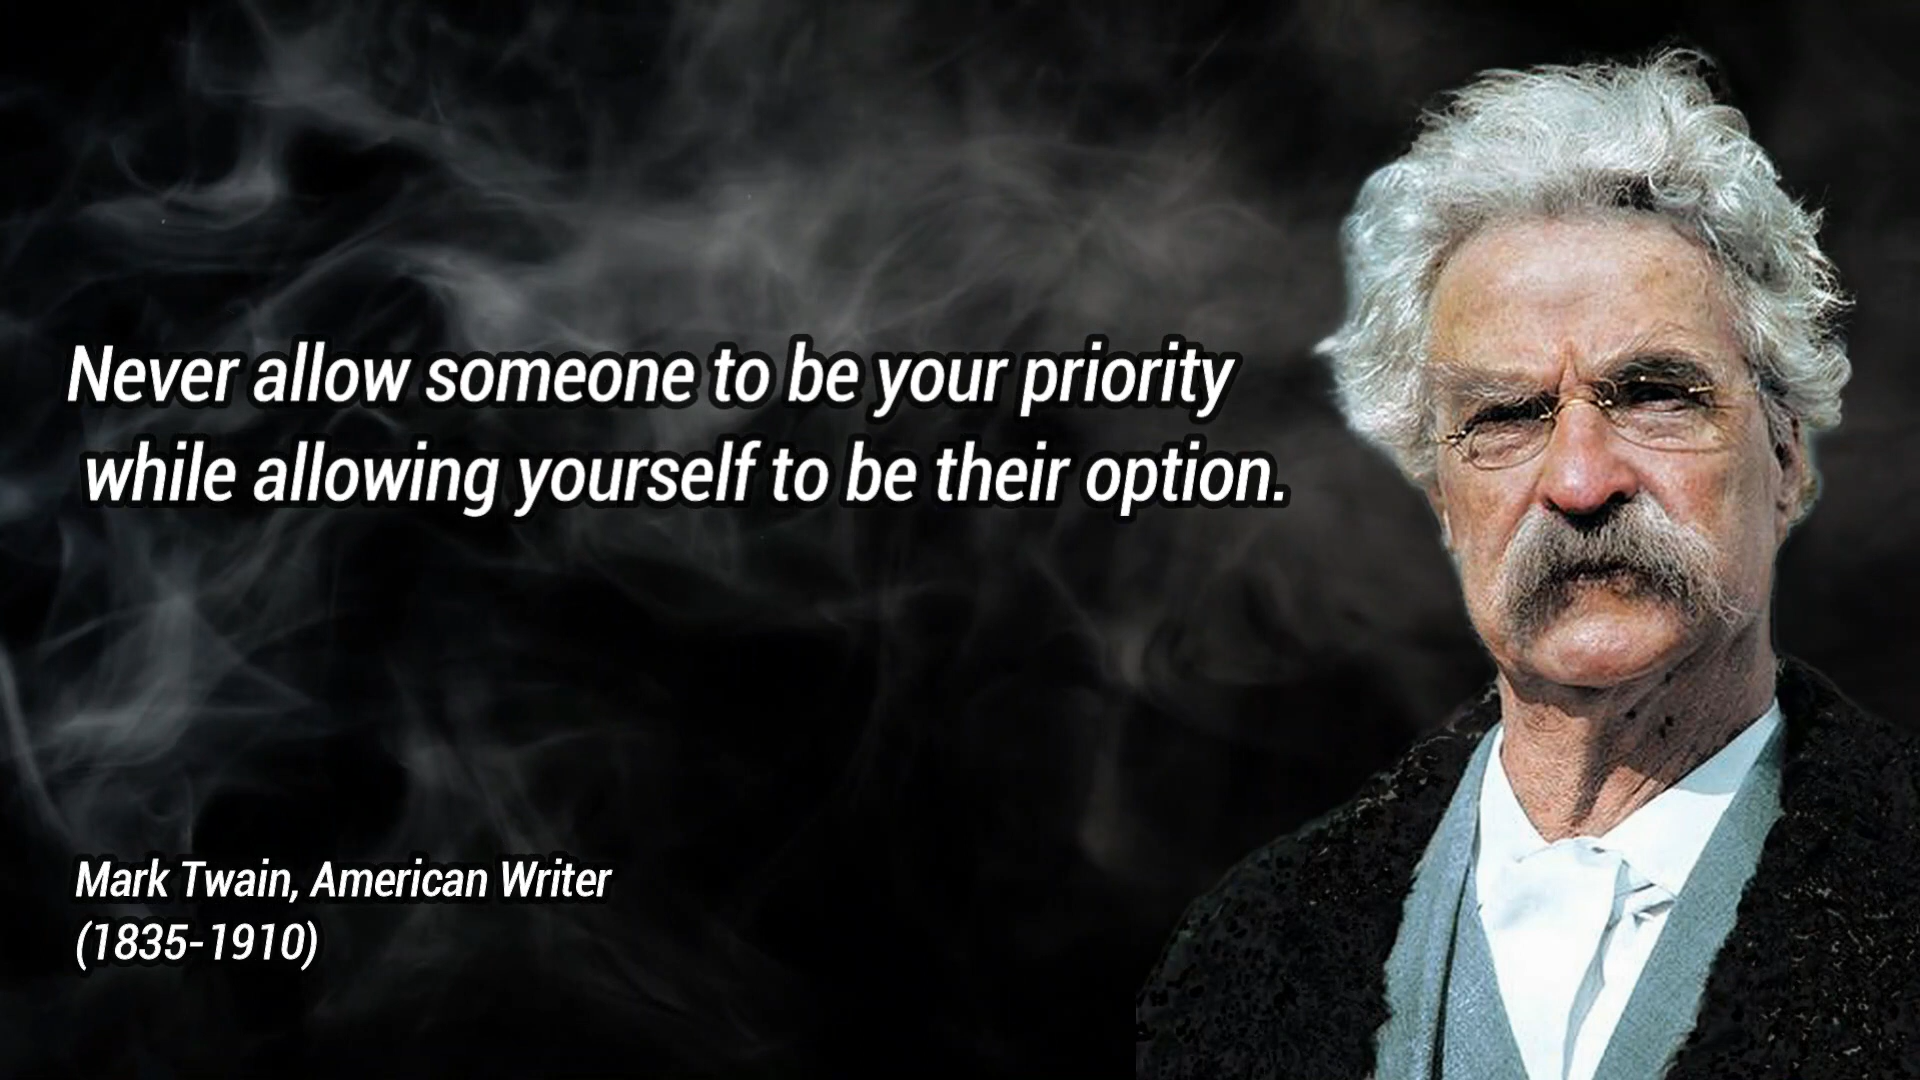 Never allow someone to be your priority
while allowing yourself to be their option.
Mark Twain, American Writer
(1835-1910)